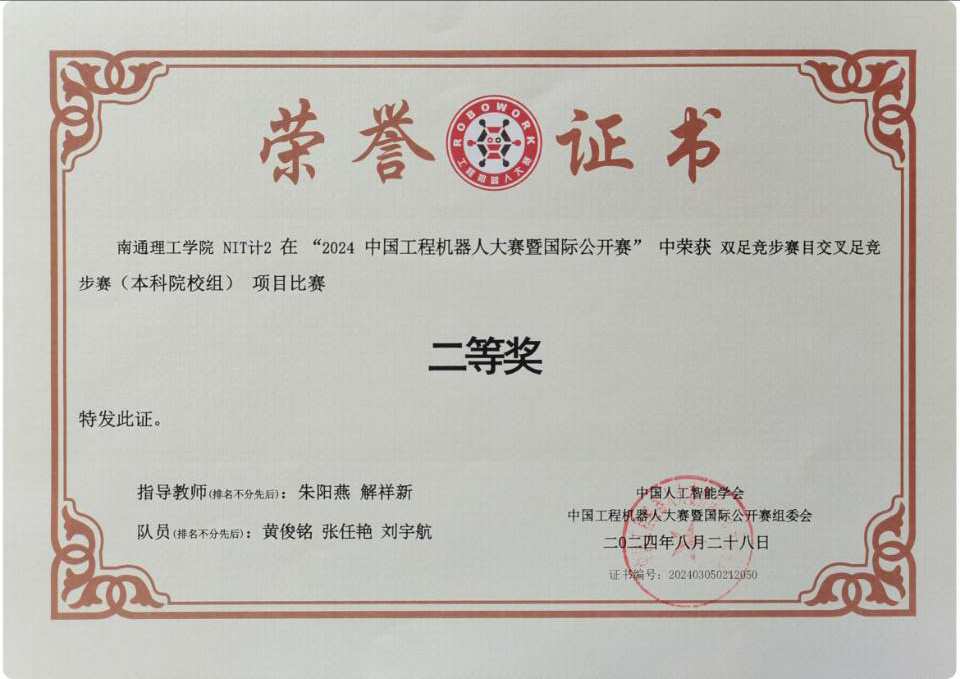 荣誉证书
ROBOWORK
工程机器人大赛
南通理工学院 NIT计2 在 “2024 中国工程机器人大赛暨国际公开赛” 中荣获 双足竞步赛目交叉足竞
步赛（本科院校组） 项目比赛
二等奖
特发此证。
指导教师(排名不分先后)：朱阳燕 解祥新
队员(排名不分先后)：黄俊铭 张任艳 刘宇航
中国人工智能学会
中国工程机器人大赛暨国际公开赛组委会
二〇二四年八月二十八日
证书编号：202403050212050